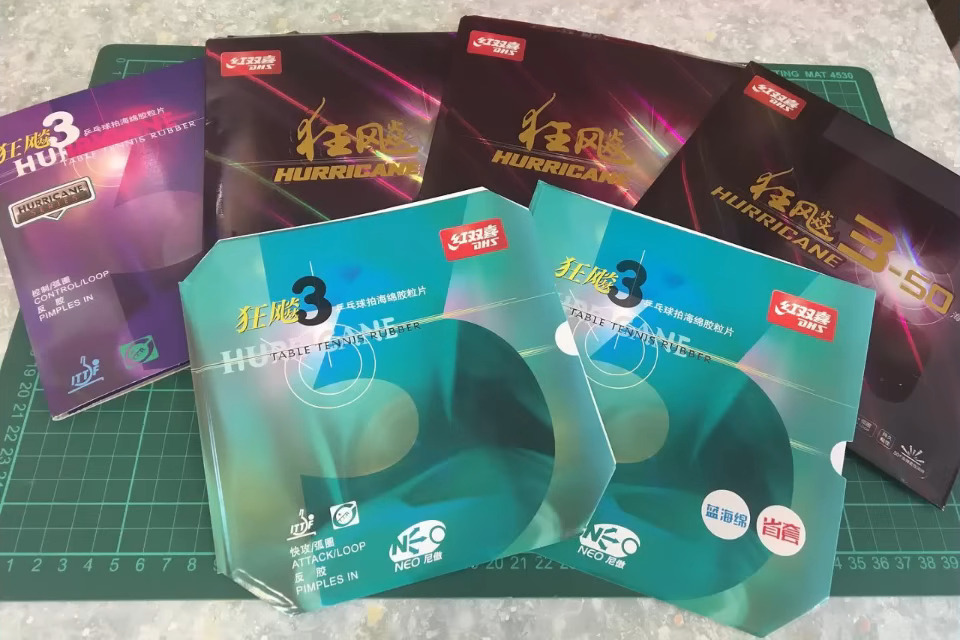 TING MAT 4530
红双喜
DHS
狂飚
HURRICANE
红双喜
DHS
狂飚
HURRICANE
红双喜
DHS
狂飚
HURRICANE
3-50
狂飚3
乒乓球拍海绵胶粒片
TABLE TENNIS RUBBER
HURRICANE
控制/弧圈
CONTROL/LOOP
反 胶
PIMPLES IN
ITTF
红双喜
DHS
狂飚3
乒乓球拍海绵胶粒片
HURRICANE
TABLE TENNIS RUBBER
ITTF
快攻/弧圈
ATTACK/LOOP
反 胶
PIMPLES IN
NEO
NEO 尼傲
狂飚3
乒乓球拍海绵胶粒片
HURRICANE
TABLE TENNIS RUBBER
红双喜
DHS
蓝海绵
省套
NEO
NEO 尼傲